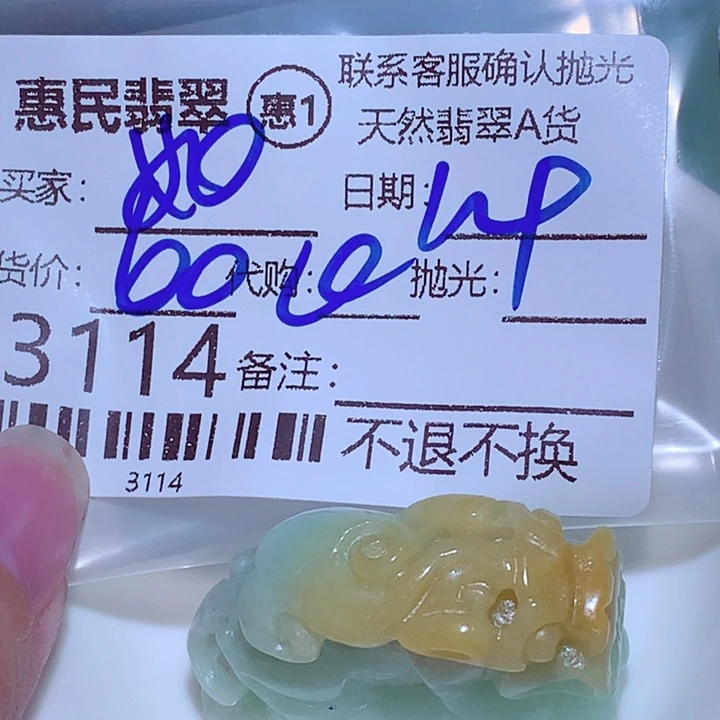 惠民翡翠 惠1 联系客服确认抛光
天然翡翠A货
买家: 日期:
货价: 代购: 抛光:
3114 备注:
不退不换
3114